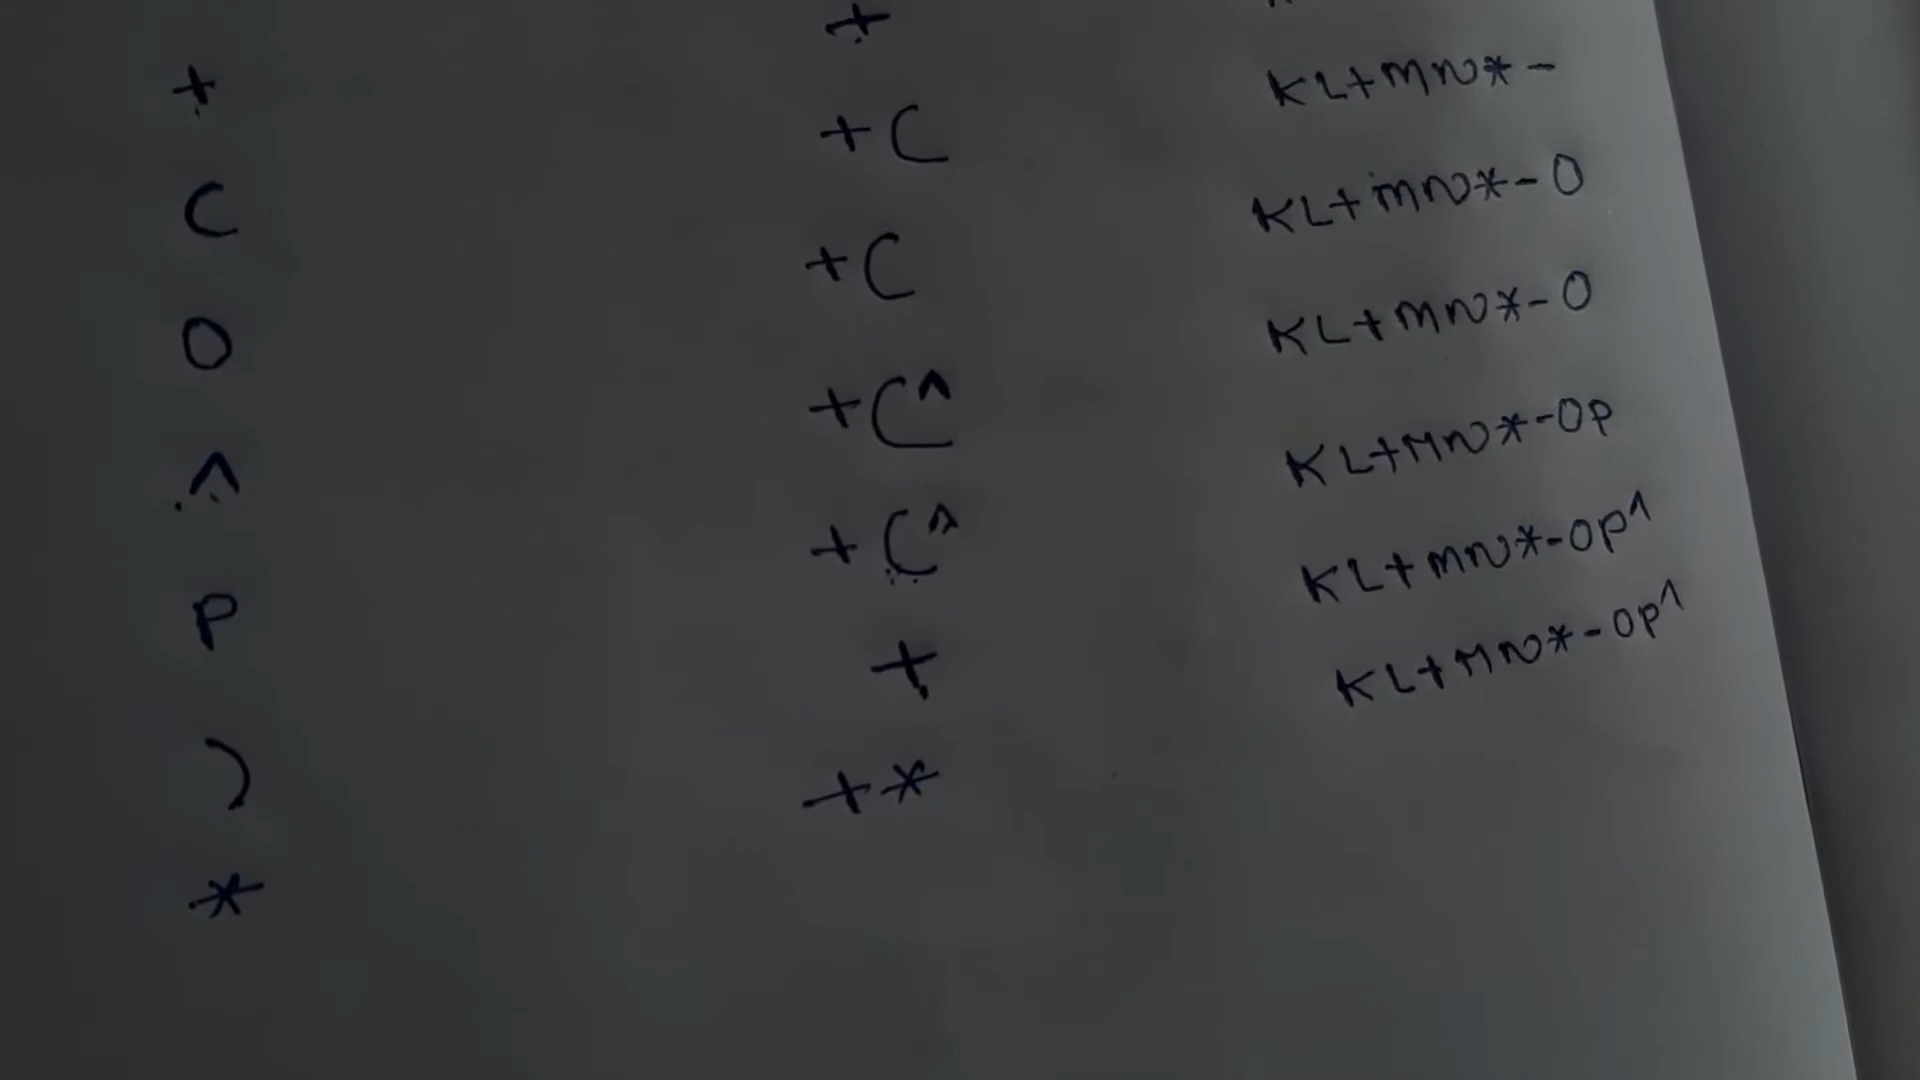 + + KL+MN*-
( +( KL+MN*-O
O +( KL+MN*-O
^ +(^ KL+MN*-OP
P +(^ KL+MN*-OP^
) + KL+MN*-OP^
* +*